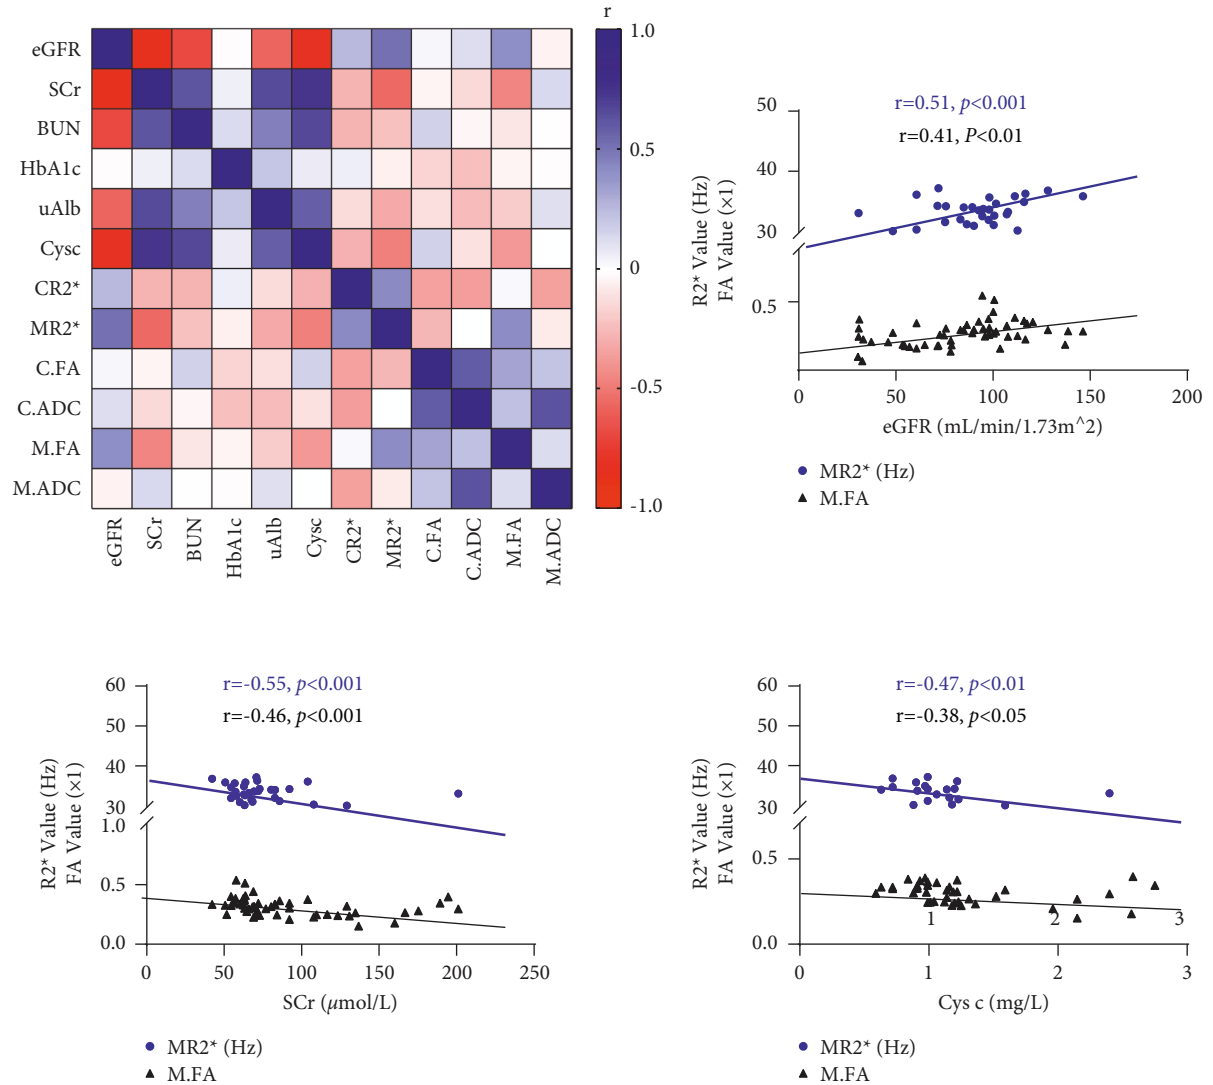 r
eGFR
SCr
BUN
HbA1c
uAlb
Cysc
CR2*
MR2*
C.FA
C.ADC
M.FA
M.ADC
eGFR
SCr
BUN
HbA1c
uAlb
Cysc
CR2*
MR2*
C.FA
C.ADC
M.FA
M.ADC
1.0
0.5
0
-0.5
-1.0
r=0.51, p<0.001
r=0.41, P<0.01
R2* Value (Hz)
FA Value (×1)
50
40
30
0.5
0 50 100 150 200
eGFR (mL/min/1.73m^2)
MR2* (Hz)
M.FA
r=-0.55, p<0.001
r=-0.46, p<0.001
R2* Value (Hz)
FA Value (×1)
60
50
40
30
1.0
0.5
0.0
0 50 100 150 200 250
SCr (μmol/L)
MR2* (Hz)
M.FA
r=-0.47, p<0.01
r=-0.38, p<0.05
R2* Value (Hz)
FA Value (×1)
60
50
40
30
0.5
0.0
1 2 3
0 1 2 3
Cys c (mg/L)
MR2* (Hz)
M.FA